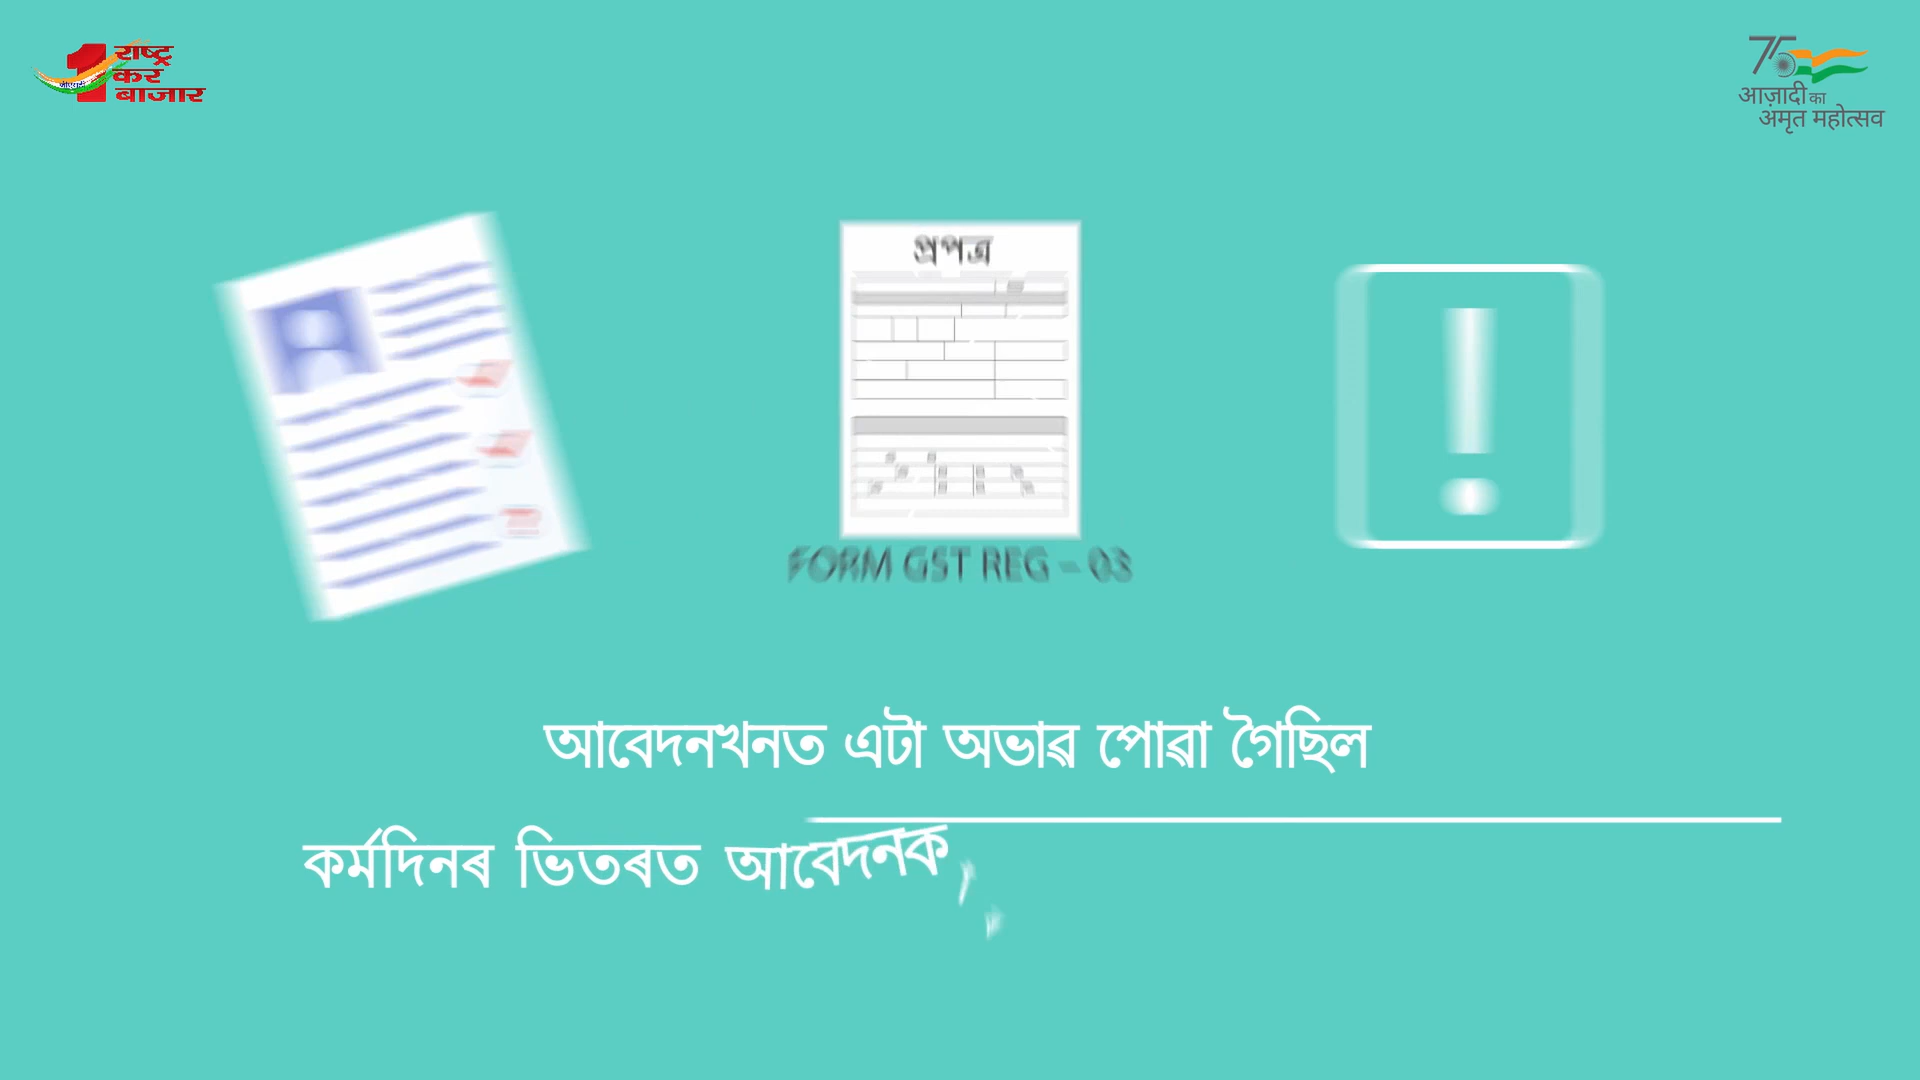 राष्ट्र
कर
बाजार
75
आज़ादी का
अमृत महोत्सव
প্ৰপত্ৰ
FORM GST REG – 03
আবেদনখনত এটা অভাৱ পোৱা গৈছিল
কৰ্মদিনৰ ভিতৰত আবেদনক